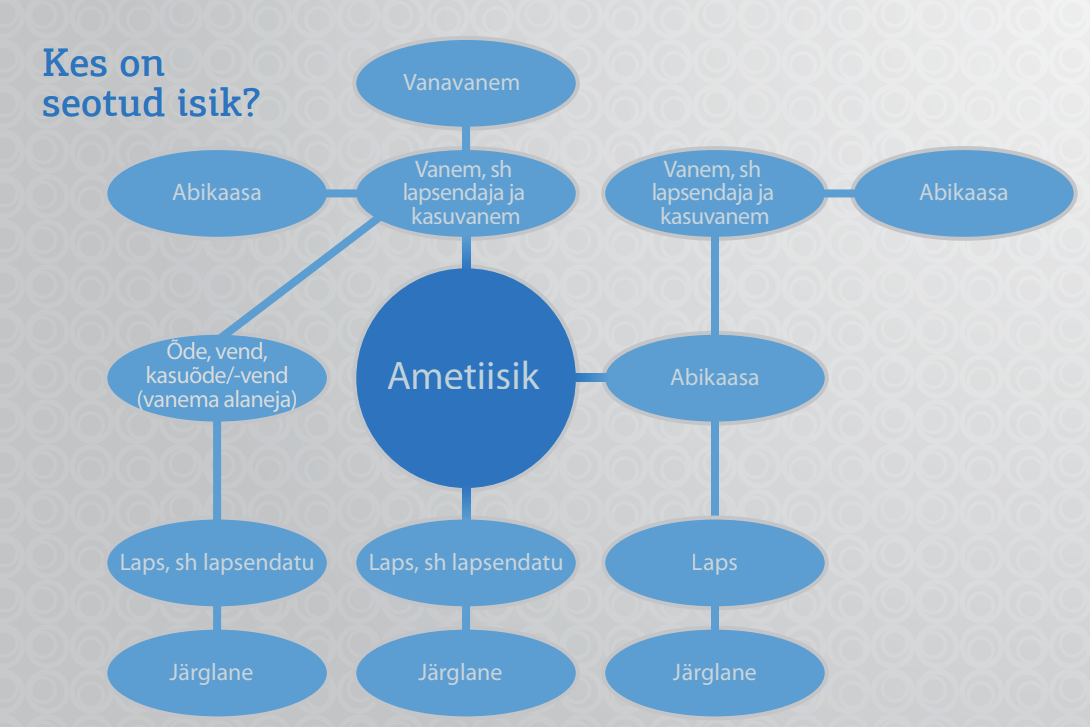 Kes on
seotud isik?
Vanavanem
Abikaasa
Vanem, sh
lapsendaja ja
kasuvanem
Vanem, sh
lapsendaja ja
kasuvanem
Abikaasa
Õde, vend,
kasuõde/-vend
(vanema alaneja)
Ametiisik
Abikaasa
Laps, sh lapsendatu
Laps, sh lapsendatu
Laps
Järglane
Järglane
Järglane